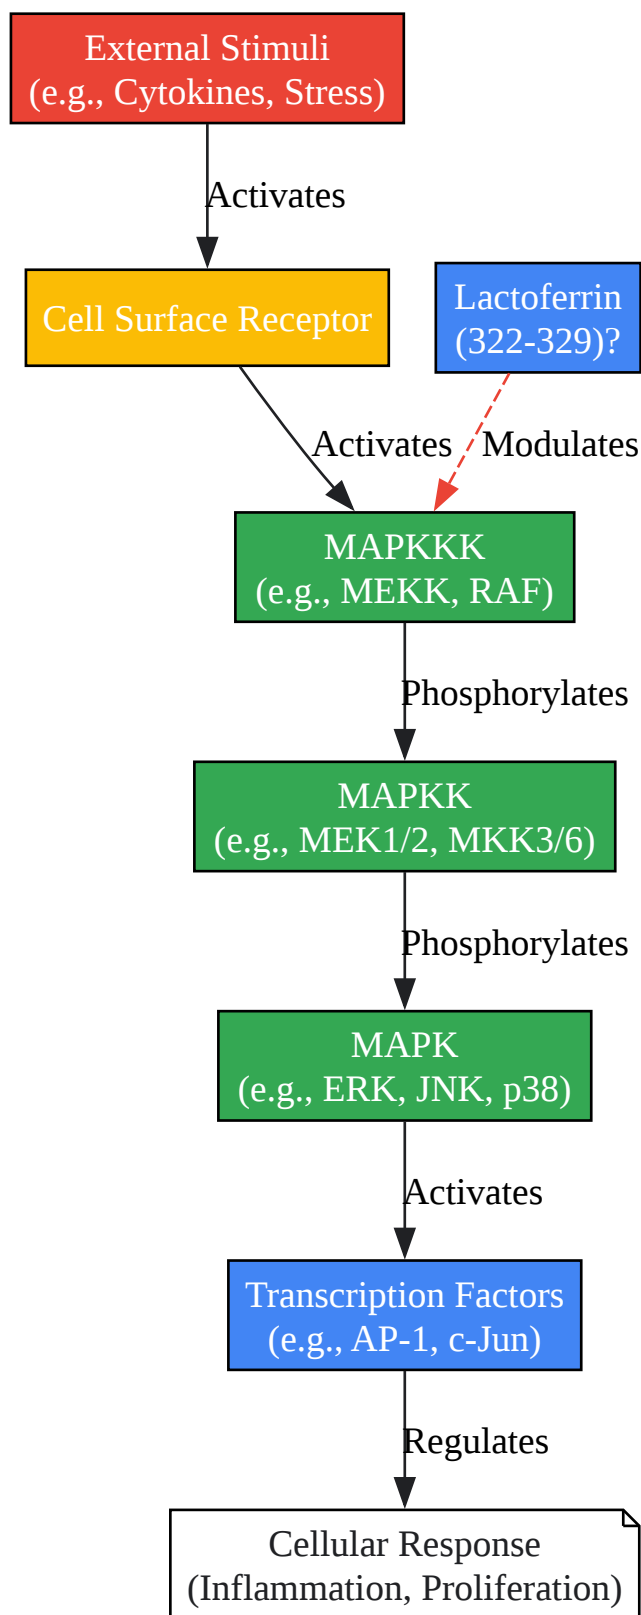 External Stimuli
(e.g., Cytokines, Stress)
Activates
Cell Surface Receptor
Lactoferrin
(322-329)?
Activates
Modulates
MAPKKK
(e.g., MEKK, RAF)
Phosphorylates
MAPKK
(e.g., MEK1/2, MKK3/6)
Phosphorylates
MAPK
(e.g., ERK, JNK, p38)
Activates
Transcription Factors
(e.g., AP-1, c-Jun)
Regulates
Cellular Response
(Inflammation, Proliferation)